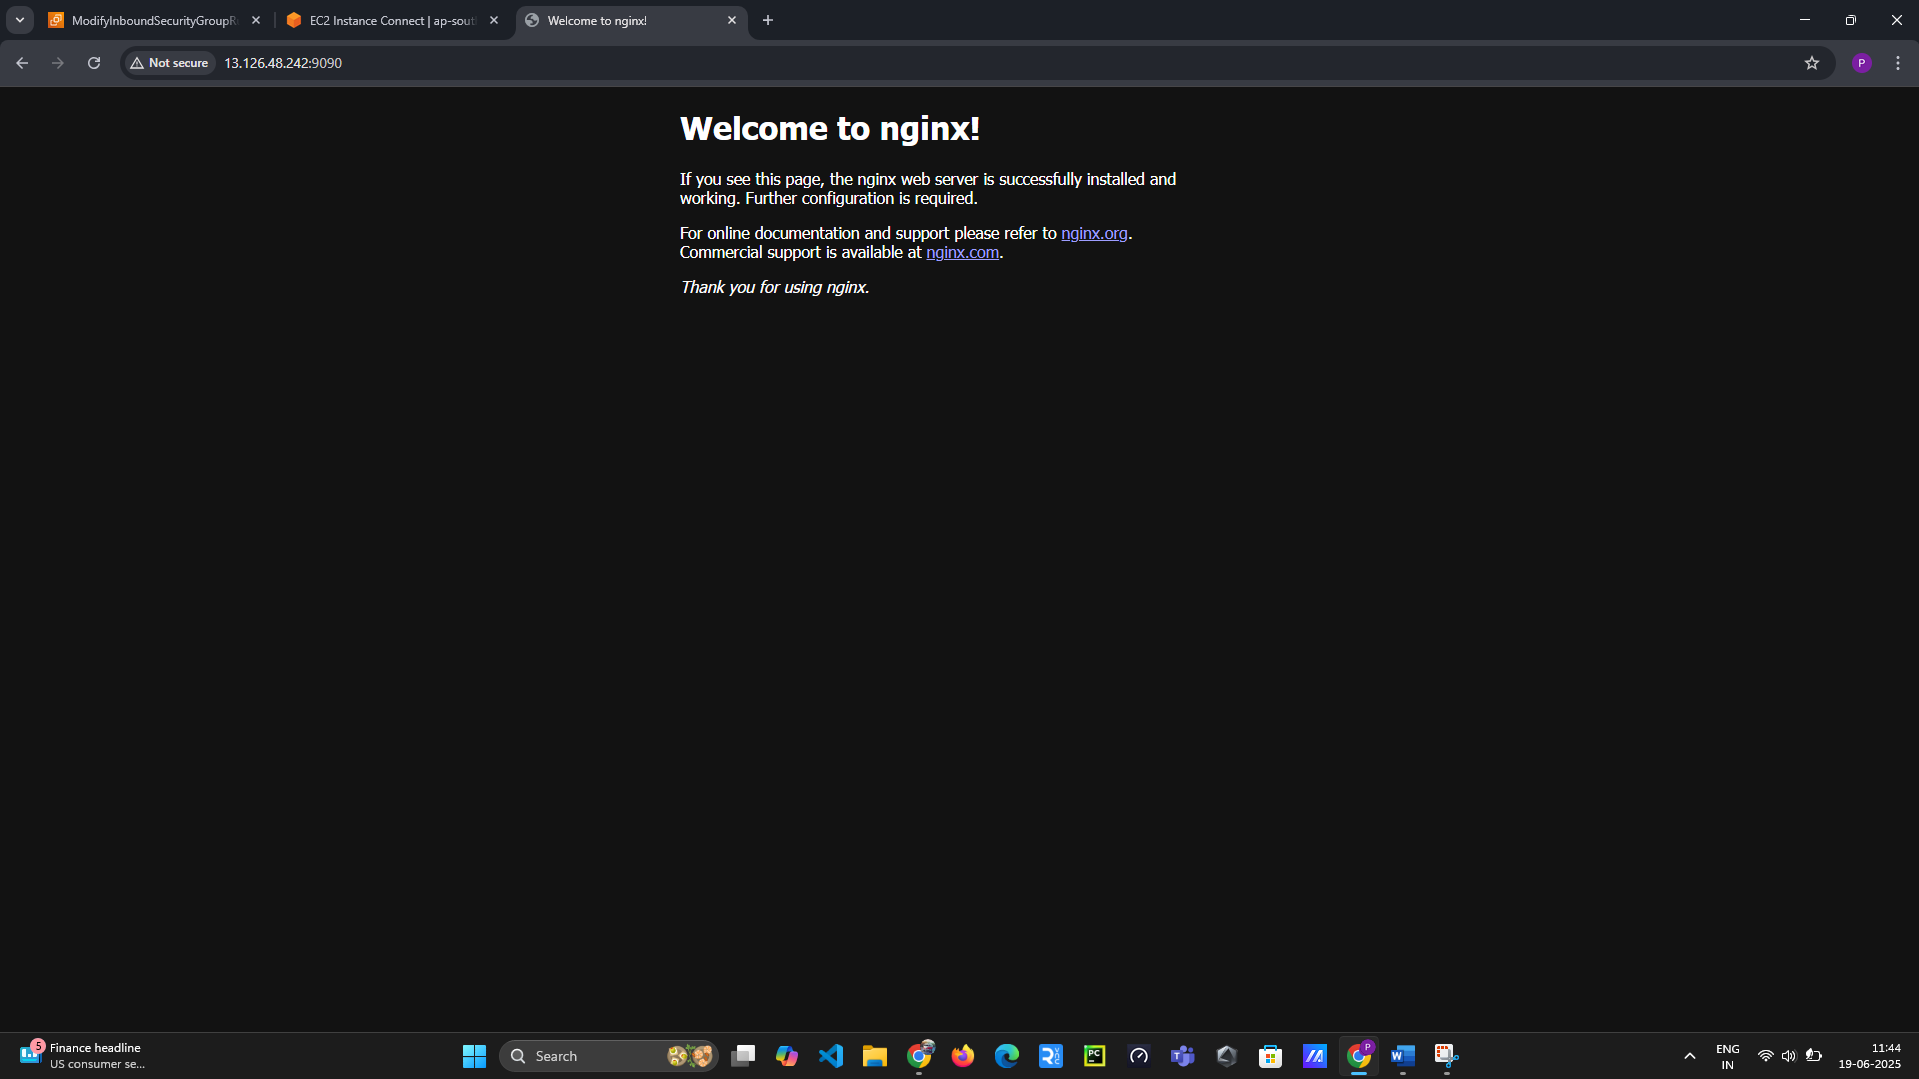 ModifyInboundSecurityGroupR
EC2 Instance Connect | ap-sout
Welcome to nginx!
Not secure
13.126.48.242:9090
P
Welcome to nginx!
If you see this page, the nginx web server is successfully installed and
working. Further configuration is required.
For online documentation and support please refer to nginx.org.
Commercial support is available at nginx.com.
Thank you for using nginx.
5
Finance headline
US consumer se...
Search
PC
P
W
ENG
IN
11:44
19-06-2025